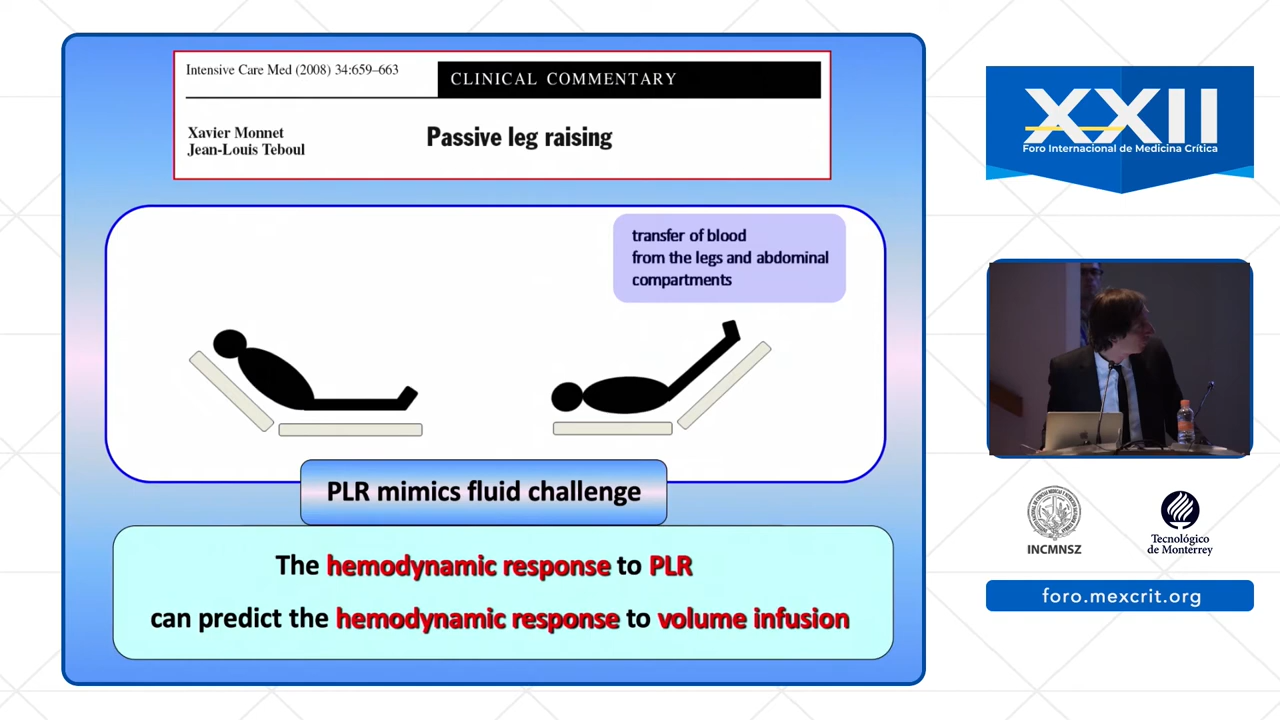 Intensive Care Med (2008) 34:659–663
CLINICAL COMMENTARY
Xavier Monnet
Jean-Louis Teboul
Passive leg raising
transfer of blood
from the legs and abdominal
compartments
PLR mimics fluid challenge
The hemodynamic response to PLR
can predict the hemodynamic response to volume infusion
XXII
Foro Internacional de Medicina Crítica
INCMNSZ
Tecnológico
de Monterrey
foro.mexcrit.org